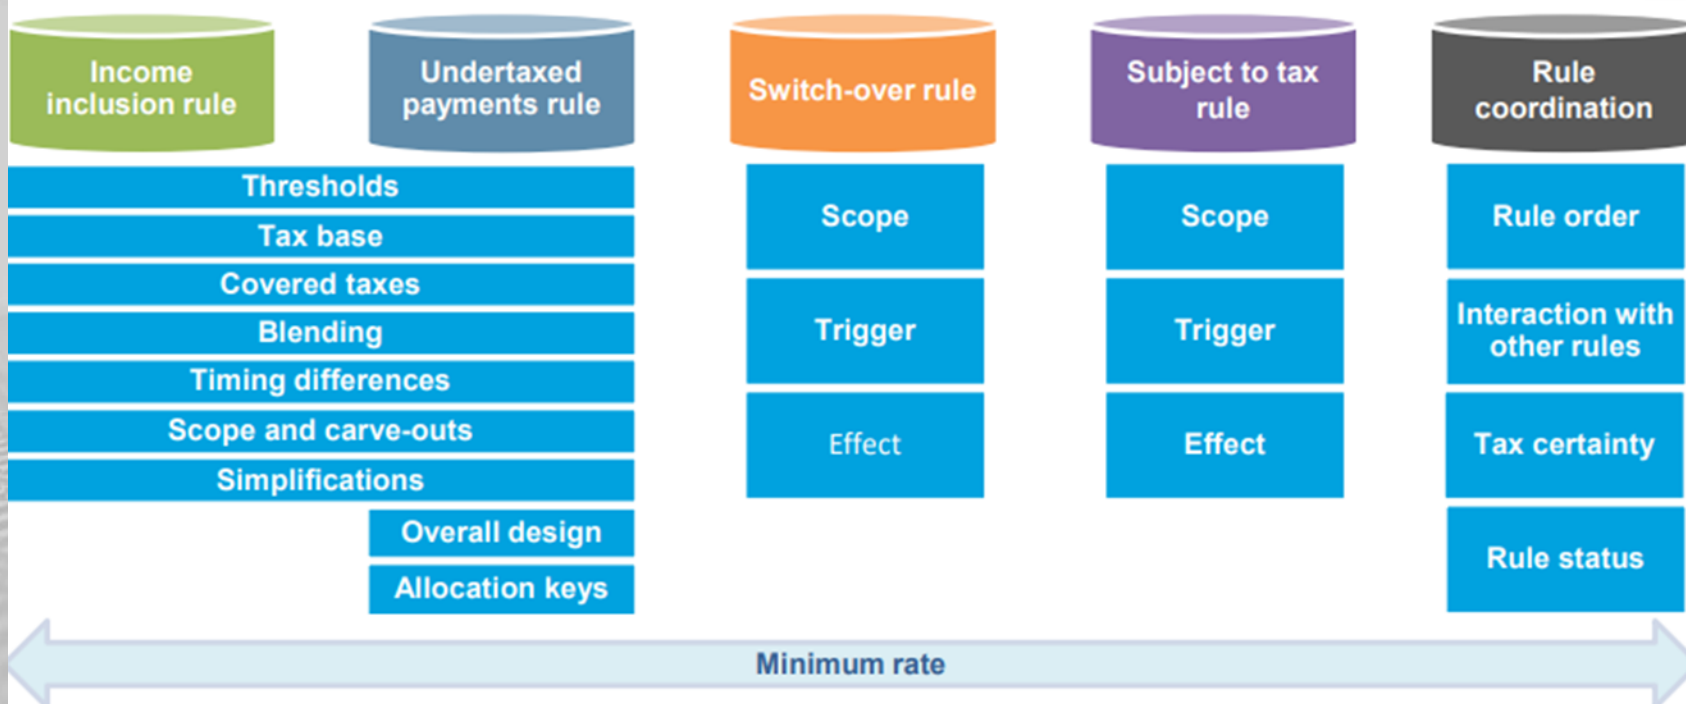 Income
inclusion rule
Undertaxed
payments rule
Switch-over rule
Subject to tax
rule
Rule
coordination
Thresholds
Tax base
Covered taxes
Blending
Timing differences
Scope and carve-outs
Simplifications
Overall design
Allocation keys
Scope
Trigger
Effect
Scope
Trigger
Effect
Rule order
Interaction with
other rules
Tax certainty
Rule status
Minimum rate